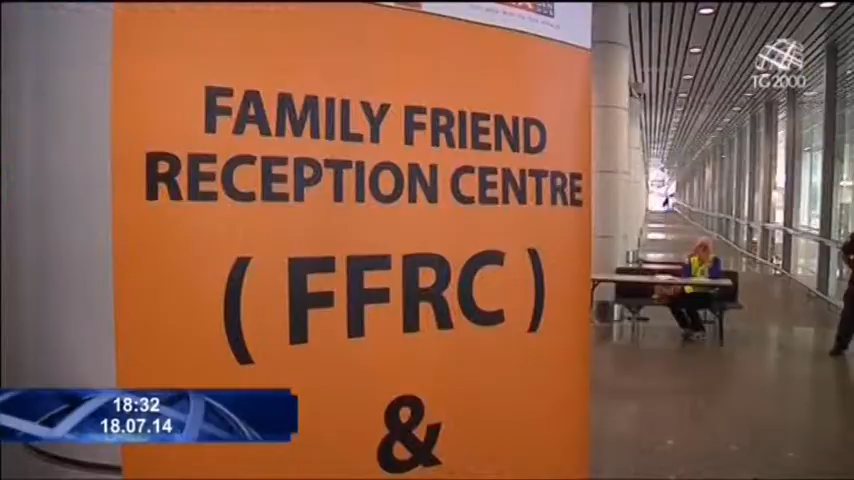 FAMILY FRIEND
RECEPTION CENTRE
( FFRC )
&
TG2000
18:32
18.07.14